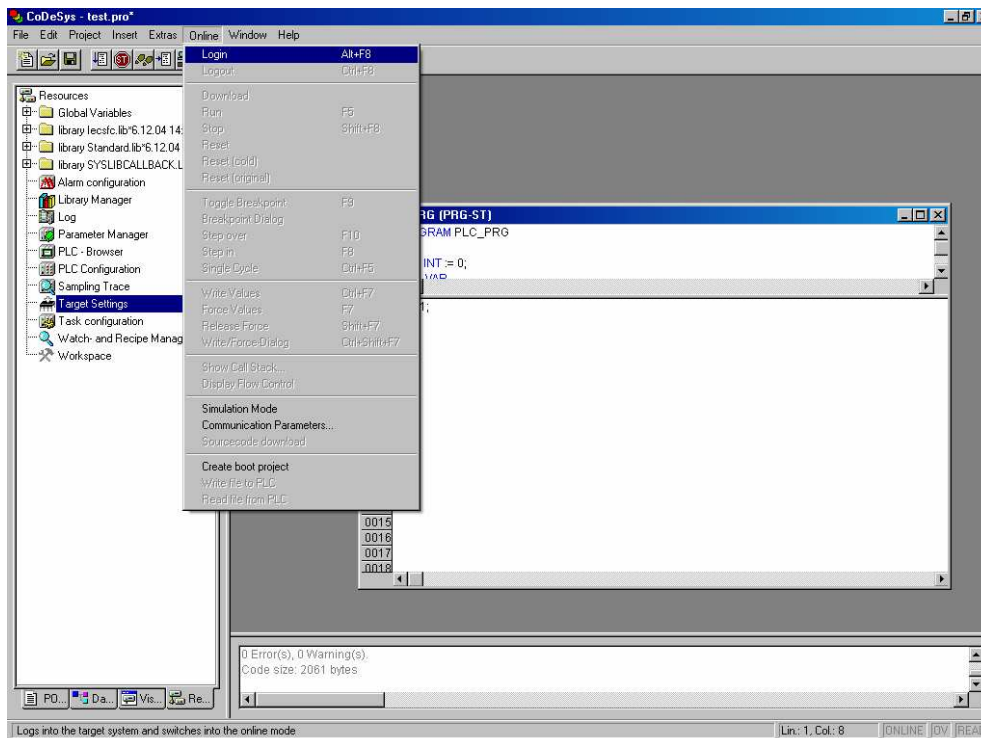 CoDeSys - test.pro*
File Edit Project Insert Extras Online Window Help
Resources
Global Variables
library Iecsfc.lib*6.12.04 14:
library Standard.lib*6.12.04
library SYSLIBCALLBACK.L
Alarm configuration
Library Manager
Log
Parameter Manager
PLC - Browser
PLC Configuration
Sampling Trace
Target Settings
Task configuration
Watch- and Recipe Manag
Workspace
Login Alt+F8
Logout Ctrl+F8
Download
Run F5
Stop Shift+F8
Reset
Reset (cold)
Reset (original)
Toggle Breakpoint F9
Breakpoint Dialog
Step over F10
Step in F8
Single Cycle Ctrl+F5
Write Values Ctrl+F7
Force Values F7
Release Force Shift+F7
Write/Force-Dialog Ctrl+Shift+F7
Show Call Stack...
Display Flow Control
Simulation Mode
Communication Parameters...
Sourcecode download
Create boot project
Write file to PLC
Read file from PLC
RG (PRG-ST)
GRAM PLC_PRG
INT := 0;
1;
0015
0016
0017
0018
0 Error(s), 0 Warning(s).
Code size: 2061 bytes
PO... Da... Vis... Re...
Logs into the target system and switches into the online mode
Lin.: 1, Col.: 8 ONLINE OV READ